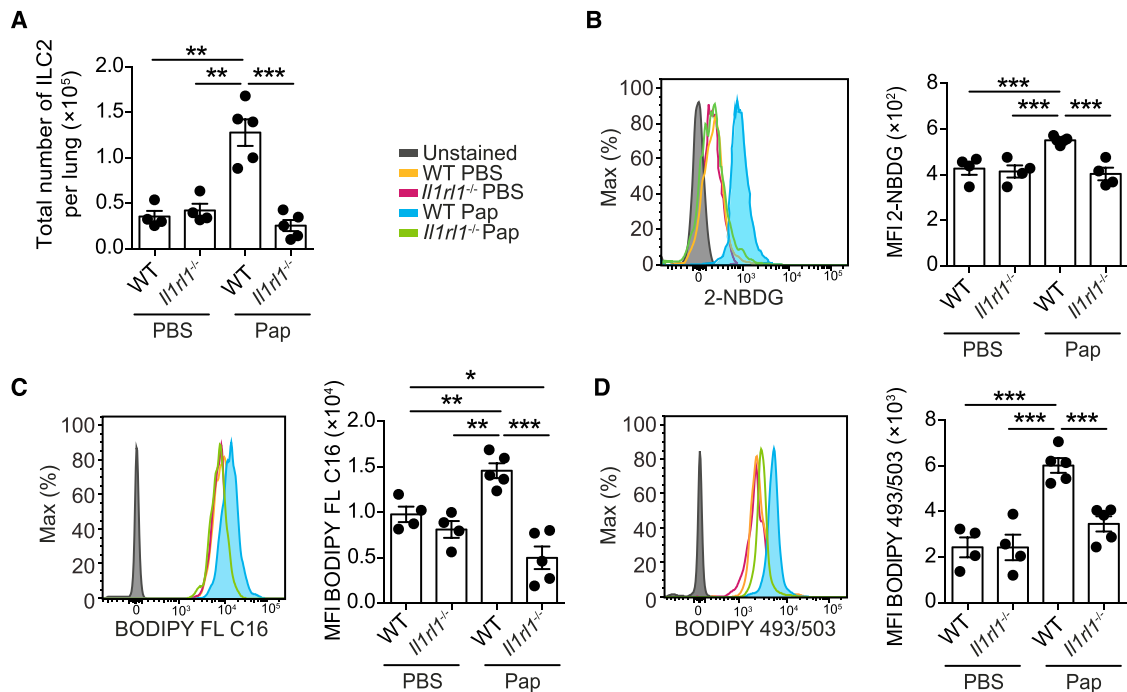 A
Total number of ILC2
per lung (×10⁵)
2.0
1.5
1.0
0.5
0.0
**
** ***
WT
Il1rl1⁻/⁻
WT
Il1rl1⁻/⁻
PBS Pap
Unstained
WT PBS
Il1rl1⁻/⁻ PBS
WT Pap
Il1rl1⁻/⁻ Pap
B
Max (%)
100
80
60
40
20
0
0 10³ 10⁴ 10⁵
2-NBDG
MFI 2-NBDG (×10²)
8
6
4
2
0
***
*** ***
WT
Il1rl1⁻/⁻
WT
Il1rl1⁻/⁻
PBS Pap
C
Max (%)
100
80
60
40
20
0
0 10³ 10⁴ 10⁵
BODIPY FL C16
MFI BODIPY FL C16 (×10⁴)
2.0
1.5
1.0
0.5
0.0
*
**
** ***
WT
Il1rl1⁻/⁻
WT
Il1rl1⁻/⁻
PBS Pap
D
Max (%)
100
80
60
40
20
0
0 10³ 10⁴ 10⁵
BODIPY 493/503
MFI BODIPY 493/503 (×10³)
8
6
4
2
0
***
*** ***
WT
Il1rl1⁻/⁻
WT
Il1rl1⁻/⁻
PBS Pap